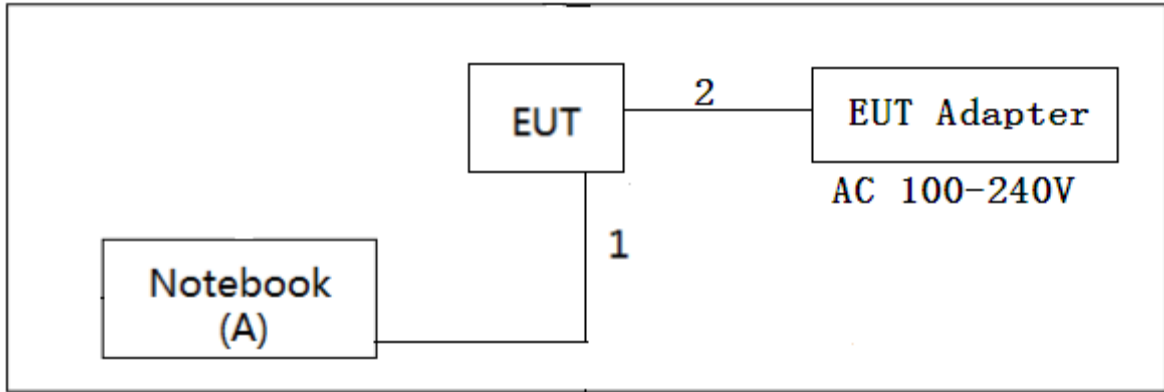 EUT
2
EUT Adapter
AC 100-240V
1
Notebook
(A)